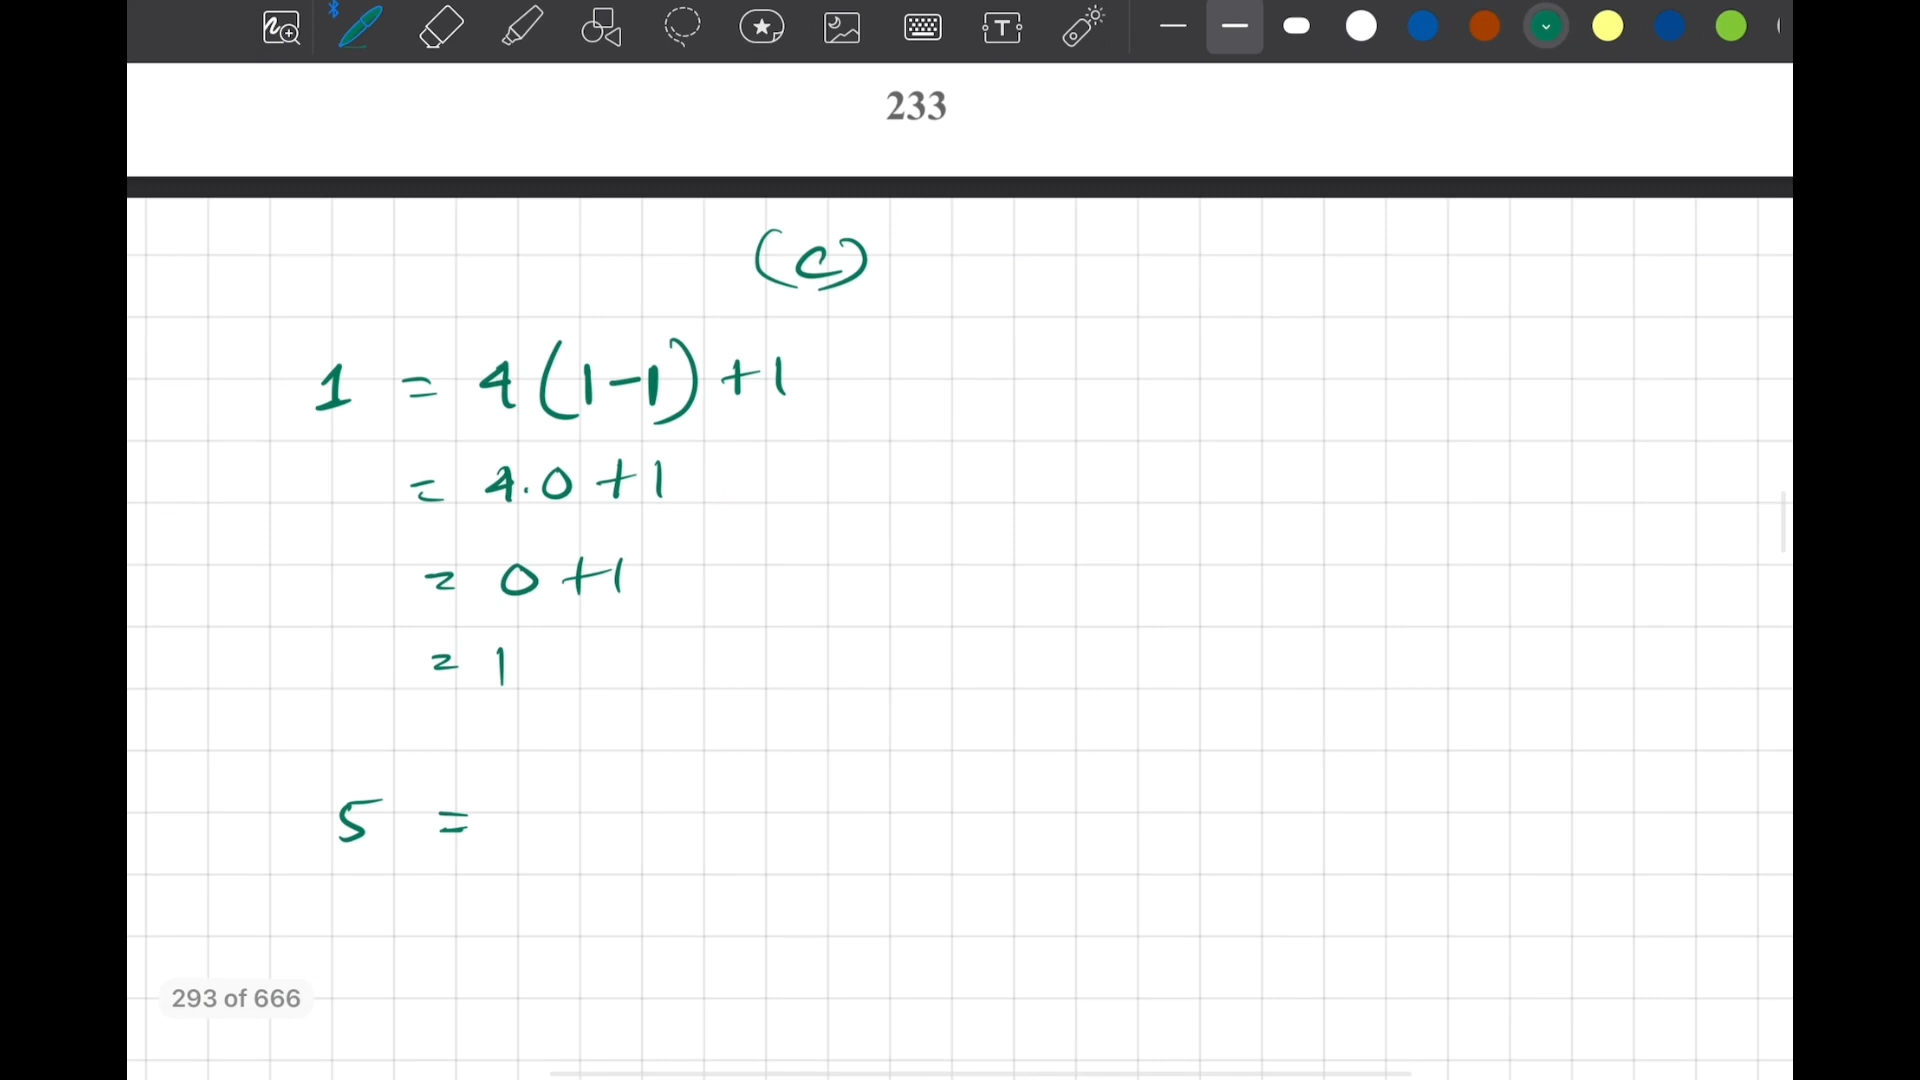 T
233
(c)
1 = 4(1-1)+1
= 4.0+1
= 0+1
= 1
5 =
293 of 666